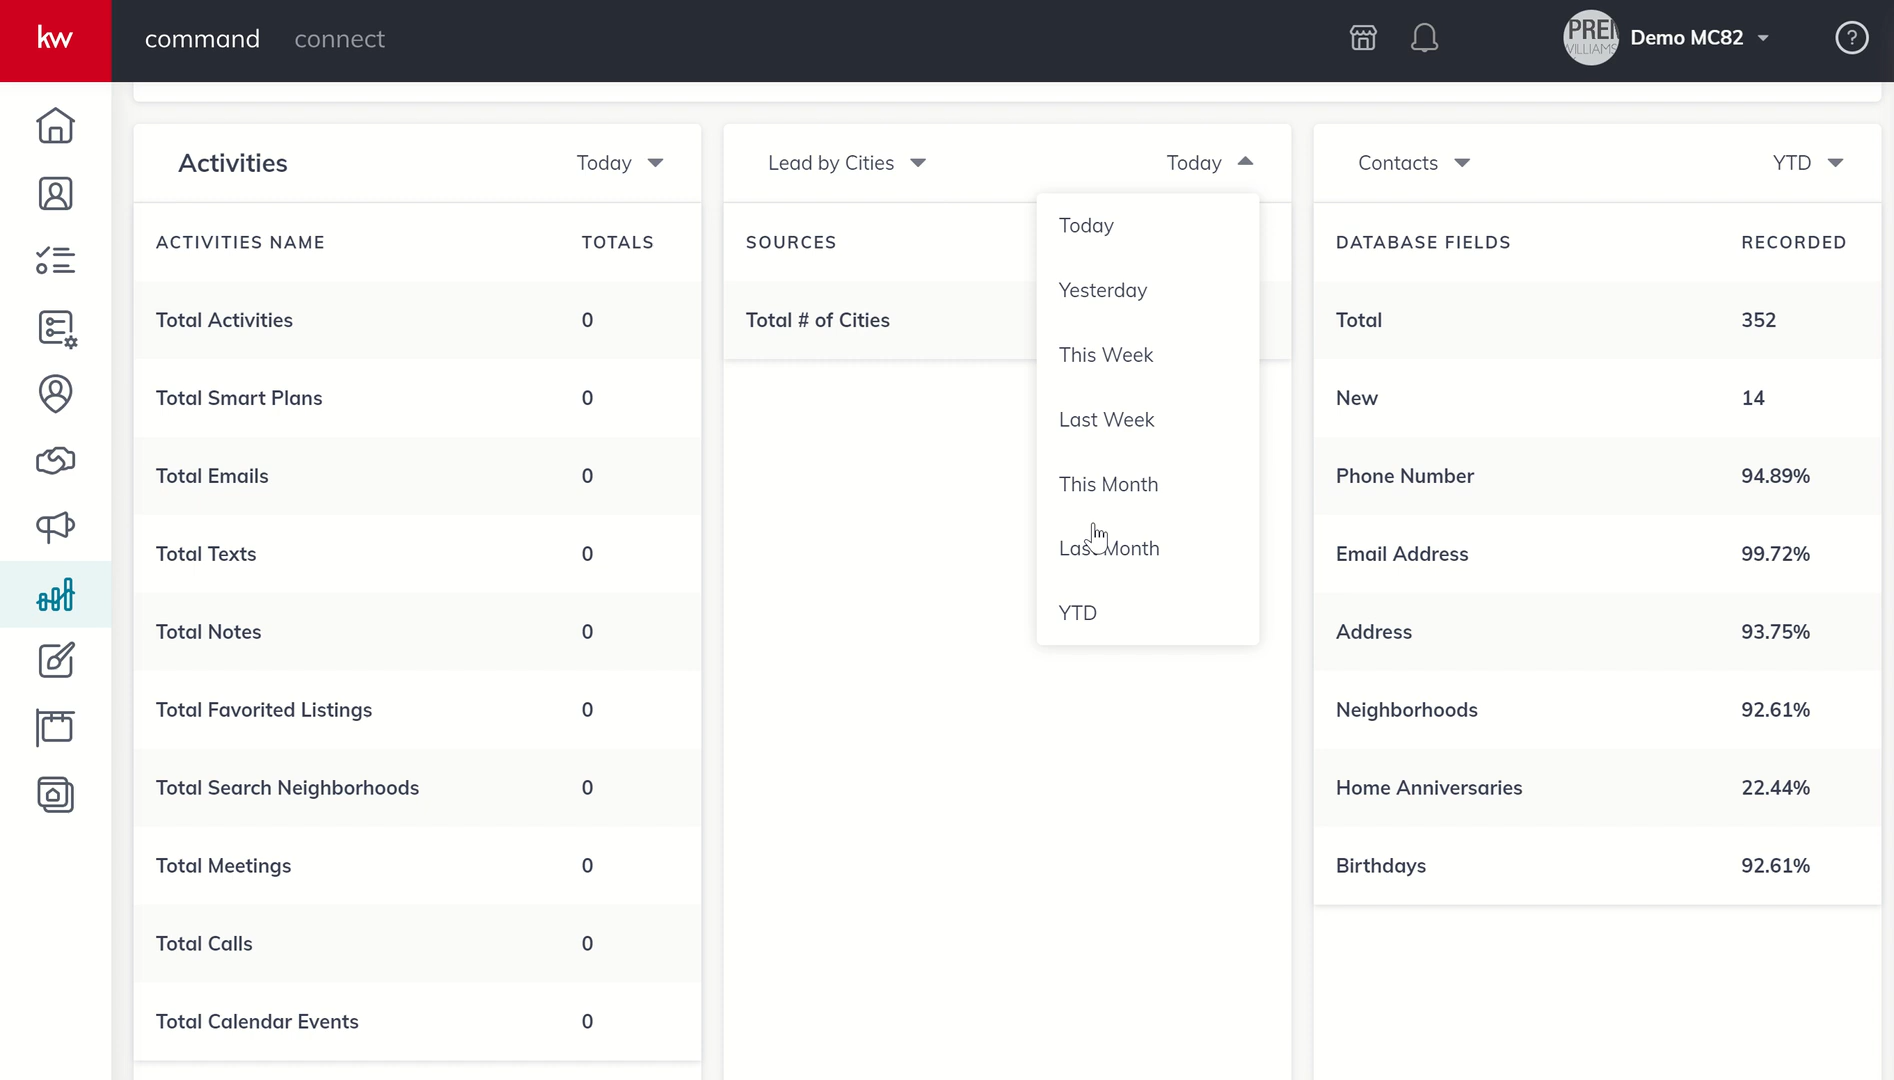 kw
command connect
PREI
WILLIAMS
Demo MC82
?
Activities Today
ACTIVITIES NAME TOTALS
Total Activities 0
Total Smart Plans 0
Total Emails 0
Total Texts 0
Total Notes 0
Total Favorited Listings 0
Total Search Neighborhoods 0
Total Meetings 0
Total Calls 0
Total Calendar Events 0
Lead by Cities Today
SOURCES
Total # of Cities
Today
Yesterday
This Week
Last Week
This Month
Last Month
YTD
Contacts YTD
DATABASE FIELDS RECORDED
Total 352
New 14
Phone Number 94.89%
Email Address 99.72%
Address 93.75%
Neighborhoods 92.61%
Home Anniversaries 22.44%
Birthdays 92.61%